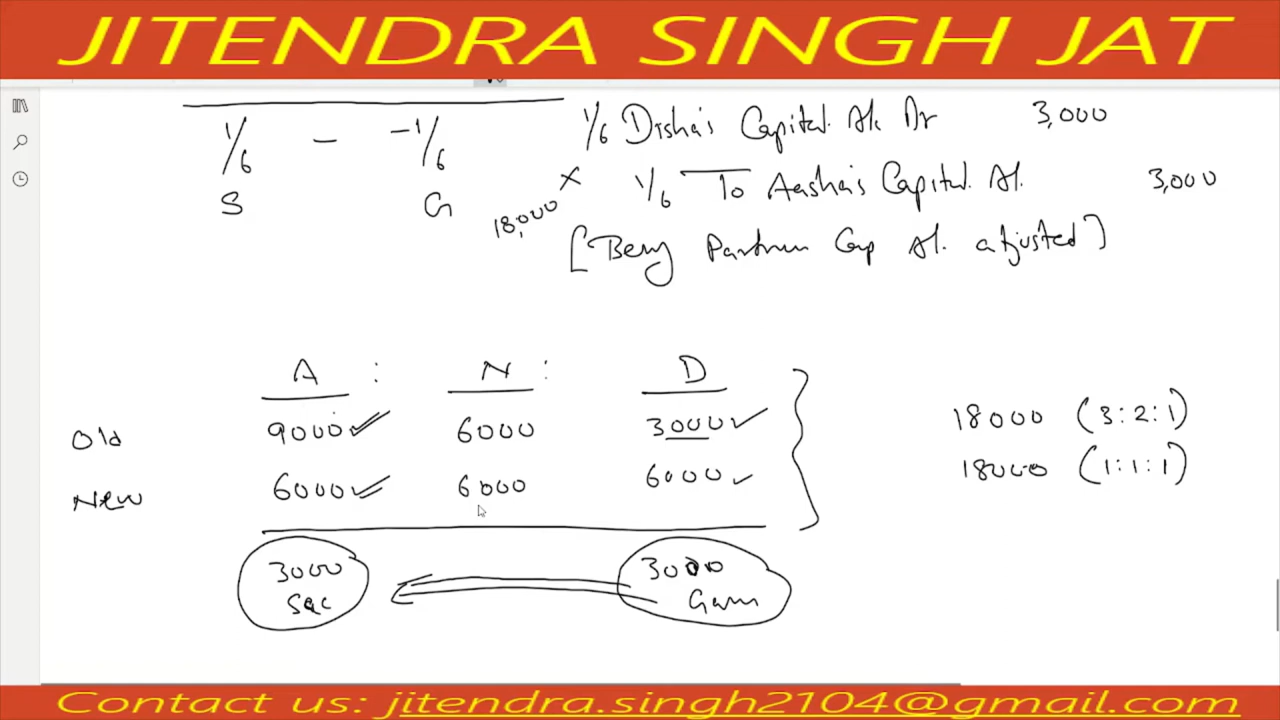 JITENDRA SINGH JAT
1/6 - -1/6
S G
1/6 Disha's Capital A/c Dr 3,000
18,000 × 1/6 To Aasha's Capital A/c. 3,000
[Being Partner Cap A/c. adjusted]
A : N : D
Old 9000 6000 3000 18000 (3:2:1)
New 6000 6000 6000 18000 (1:1:1)
3000 3000
Sac Gain
Contact us: jitendra.singh2104@gmail.com